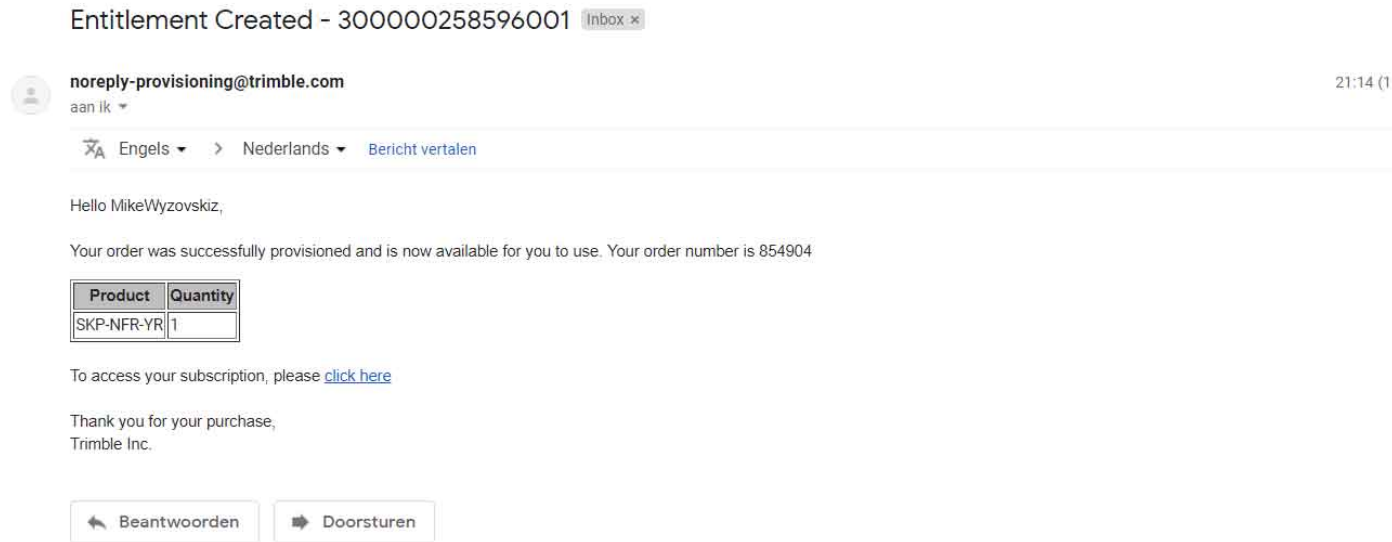 Entitlement Created - 300000258596001 Inbox ×
noreply-provisioning@trimble.com 21:14 (1
aan ik
Engels > Nederlands Bericht vertalen
Hello MikeWyzovskiz,
Your order was successfully provisioned and is now available for you to use. Your order number is 854904
Product Quantity
SKP-NFR-YR 1
To access your subscription, please click here
Thank you for your purchase,
Trimble Inc.
Beantwoorden Doorsturen